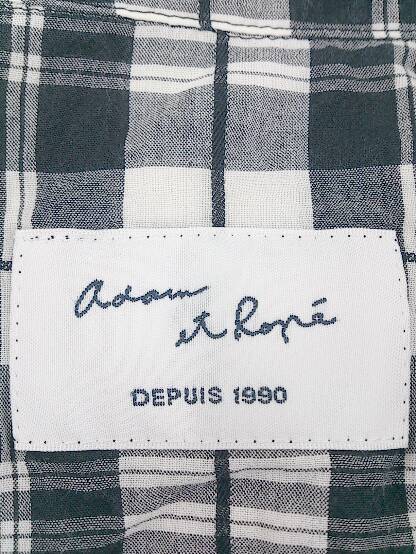 Adam
et Ropé
DEPUIS 1990